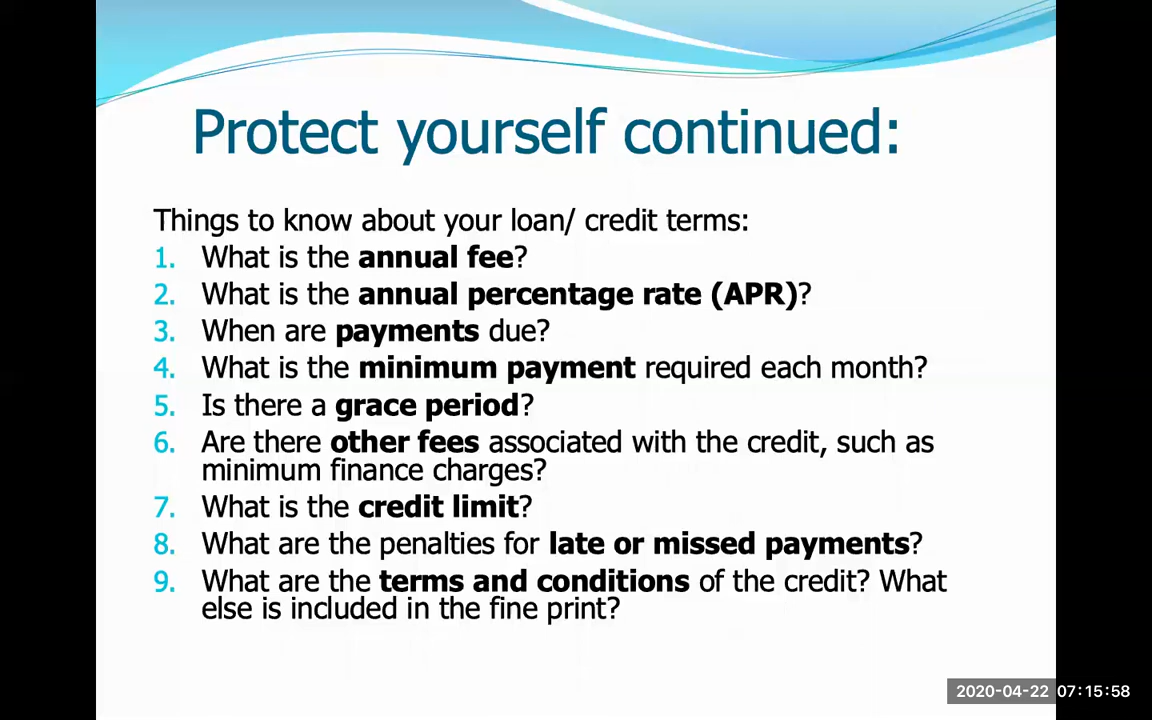 Protect yourself continued:
Things to know about your loan/ credit terms:
1. What is the annual fee?
2. What is the annual percentage rate (APR)?
3. When are payments due?
4. What is the minimum payment required each month?
5. Is there a grace period?
6. Are there other fees associated with the credit, such as
minimum finance charges?
7. What is the credit limit?
8. What are the penalties for late or missed payments?
9. What are the terms and conditions of the credit? What
else is included in the fine print?
2020-04-22 07:15:58